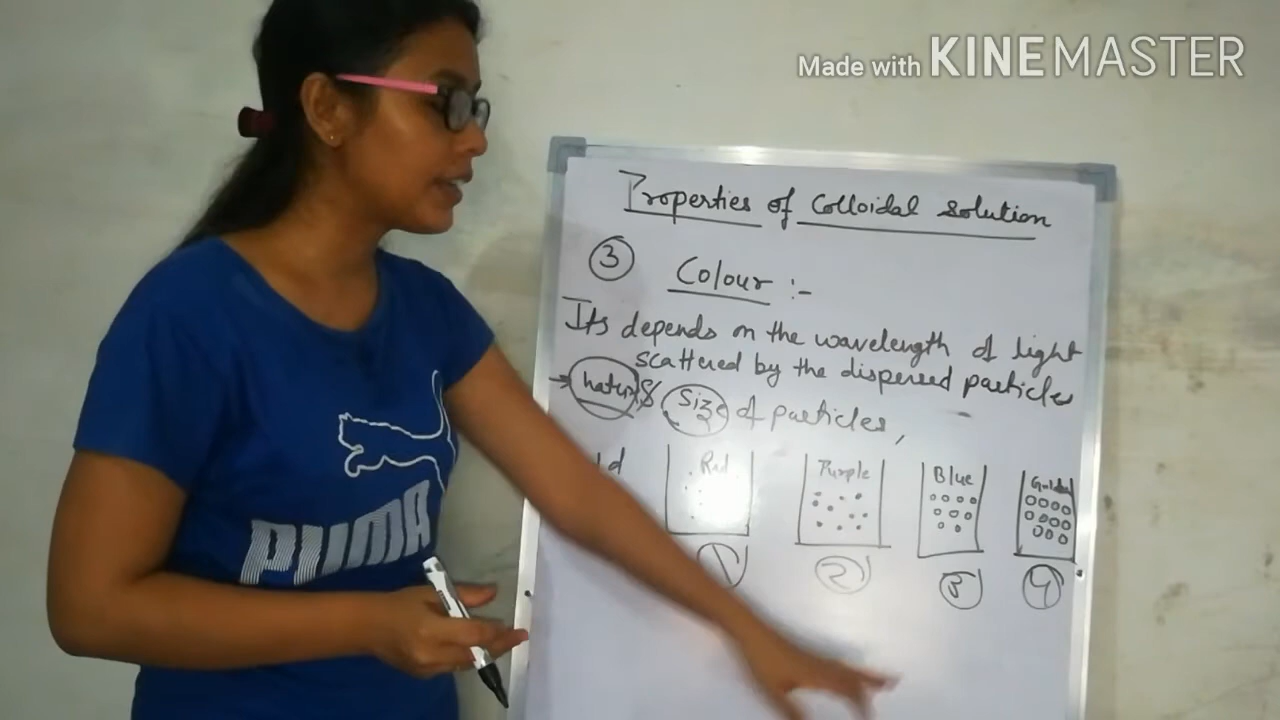 Made with KINEMASTER
Properties of Colloidal solution
3 Colour :-
Its depends on the wavelength of light
scattered by the dispersed particle
→ & Size of particles,
Red Purple Blue
1 2 3 4
PUMA